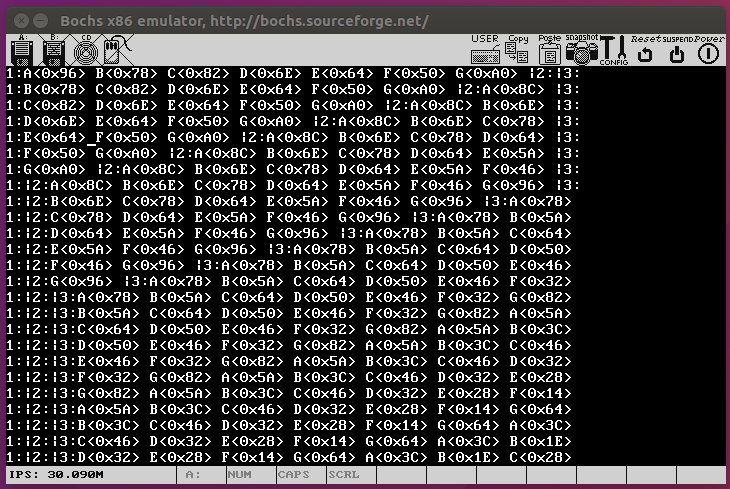 Bochs x86 emulator, http://bochs.sourceforge.net/
A: B: CD USER Copy Paste Snapshot CONFIG Reset SUSPEND Power
1:A(0x96) B(0x78) C(0x82) D(0x6E) E(0x64) F(0x50) G(0xA0) |2:|3:
1:B(0x78) C(0x82) D(0x6E) E(0x64) F(0x50) G(0xA0) |2:A(0x8C) |3:
1:C(0x82) D(0x6E) E(0x64) F(0x50) G(0xA0) |2:A(0x8C) B(0x6E) |3:
1:D(0x6E) E(0x64) F(0x50) G(0xA0) |2:A(0x8C) B(0x6E) C(0x78) |3:
1:E(0x64)_F(0x50) G(0xA0) |2:A(0x8C) B(0x6E) C(0x78) D(0x64) |3:
1:F(0x50) G(0xA0) |2:A(0x8C) B(0x6E) C(0x78) D(0x64) E(0x5A) |3:
1:G(0xA0) |2:A(0x8C) B(0x6E) C(0x78) D(0x64) E(0x5A) F(0x46) |3:
1:|2:A(0x8C) B(0x6E) C(0x78) D(0x64) E(0x5A) F(0x46) G(0x96) |3:
1:|2:B(0x6E) C(0x78) D(0x64) E(0x5A) F(0x46) G(0x96) |3:A(0x78)
1:|2:C(0x78) D(0x64) E(0x5A) F(0x46) G(0x96) |3:A(0x78) B(0x5A)
1:|2:D(0x64) E(0x5A) F(0x46) G(0x96) |3:A(0x78) B(0x5A) C(0x64)
1:|2:E(0x5A) F(0x46) G(0x96) |3:A(0x78) B(0x5A) C(0x64) D(0x50)
1:|2:F(0x46) G(0x96) |3:A(0x78) B(0x5A) C(0x64) D(0x50) E(0x46)
1:|2:G(0x96) |3:A(0x78) B(0x5A) C(0x64) D(0x50) E(0x46) F(0x32)
1:|2:|3:A(0x78) B(0x5A) C(0x64) D(0x50) E(0x46) F(0x32) G(0x82)
1:|2:|3:B(0x5A) C(0x64) D(0x50) E(0x46) F(0x32) G(0x82) A(0x5A)
1:|2:|3:C(0x64) D(0x50) E(0x46) F(0x32) G(0x82) A(0x5A) B(0x3C)
1:|2:|3:D(0x50) E(0x46) F(0x32) G(0x82) A(0x5A) B(0x3C) C(0x46)
1:|2:|3:E(0x46) F(0x32) G(0x82) A(0x5A) B(0x3C) C(0x46) D(0x32)
1:|2:|3:F(0x32) G(0x82) A(0x5A) B(0x3C) C(0x46) D(0x32) E(0x28)
1:|2:|3:G(0x82) A(0x5A) B(0x3C) C(0x46) D(0x32) E(0x28) F(0x14)
1:|2:|3:A(0x5A) B(0x3C) C(0x46) D(0x32) E(0x28) F(0x14) G(0x64)
1:|2:|3:B(0x3C) C(0x46) D(0x32) E(0x28) F(0x14) G(0x64) A(0x3C)
1:|2:|3:C(0x46) D(0x32) E(0x28) F(0x14) G(0x64) A(0x3C) B(0x1E)
1:|2:|3:D(0x32) E(0x28) F(0x14) G(0x64) A(0x3C) B(0x1E) C(0x28)
IPS: 30.090M A: NUM CAPS SCRL